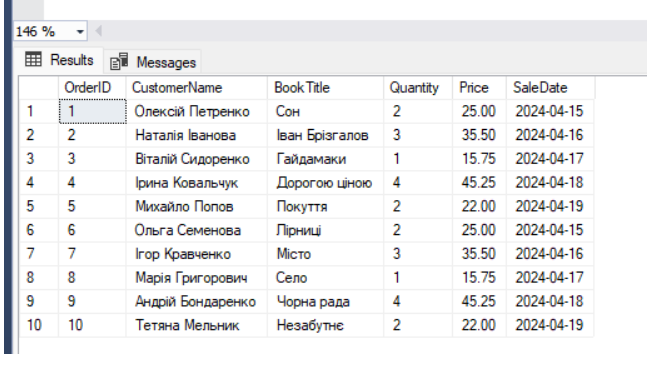 146 %
Results Messages
OrderID CustomerName BookTitle Quantity Price SaleDate
1 1 Олексій Петренко Сон 2 25.00 2024-04-15
2 2 Наталія Іванова Іван Брізгалов 3 35.50 2024-04-16
3 3 Віталій Сидоренко Гайдамаки 1 15.75 2024-04-17
4 4 Ірина Ковальчук Дорогою ціною 4 45.25 2024-04-18
5 5 Михайло Попов Покуття 2 22.00 2024-04-19
6 6 Ольга Семенова Лірниці 2 25.00 2024-04-15
7 7 Ігор Кравченко Місто 3 35.50 2024-04-16
8 8 Марія Григорович Село 1 15.75 2024-04-17
9 9 Андрій Бондаренко Чорна рада 4 45.25 2024-04-18
10 10 Тетяна Мельник Незабутнє 2 22.00 2024-04-19